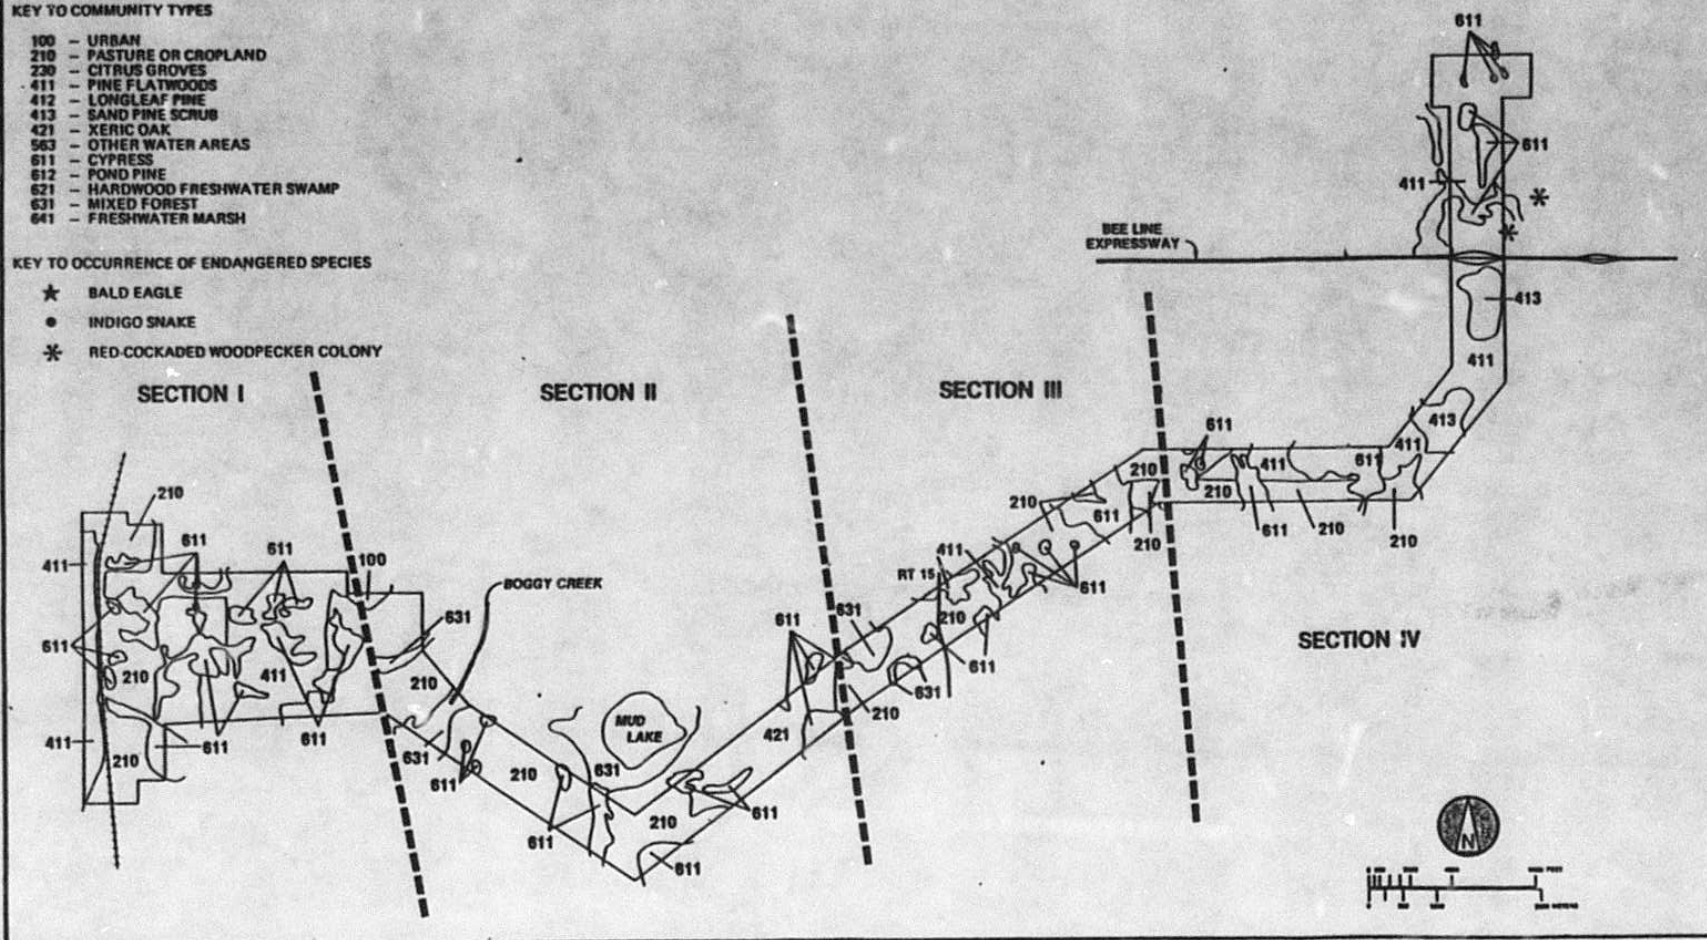 KEY TO COMMUNITY TYPES
100 – URBAN
210 – PASTURE OR CROPLAND
230 – CITRUS GROVES
411 – PINE FLATWOODS
412 – LONGLEAF PINE
413 – SAND PINE SCRUB
421 – XERIC OAK
563 – OTHER WATER AREAS
611 – CYPRESS
612 – POND PINE
621 – HARDWOOD FRESHWATER SWAMP
631 – MIXED FOREST
641 – FRESHWATER MARSH
KEY TO OCCURRENCE OF ENDANGERED SPECIES
BALD EAGLE
INDIGO SNAKE
RED-COCKADED WOODPECKER COLONY
611
611
411
BEE LINE
EXPRESSWAY
413
411
SECTION I
SECTION II
SECTION III
413
611
411
210
411
611
210
210
611
210
210
611
210
210
210
611
411
611
611
100
411
RT 15
611
BOGGY CREEK
631
611
631
210
611
210
411
210
611
631
210
SECTION IV
MUD
LAKE
421
411
210
611
611
631
611
210
631
611
210
611
611
N